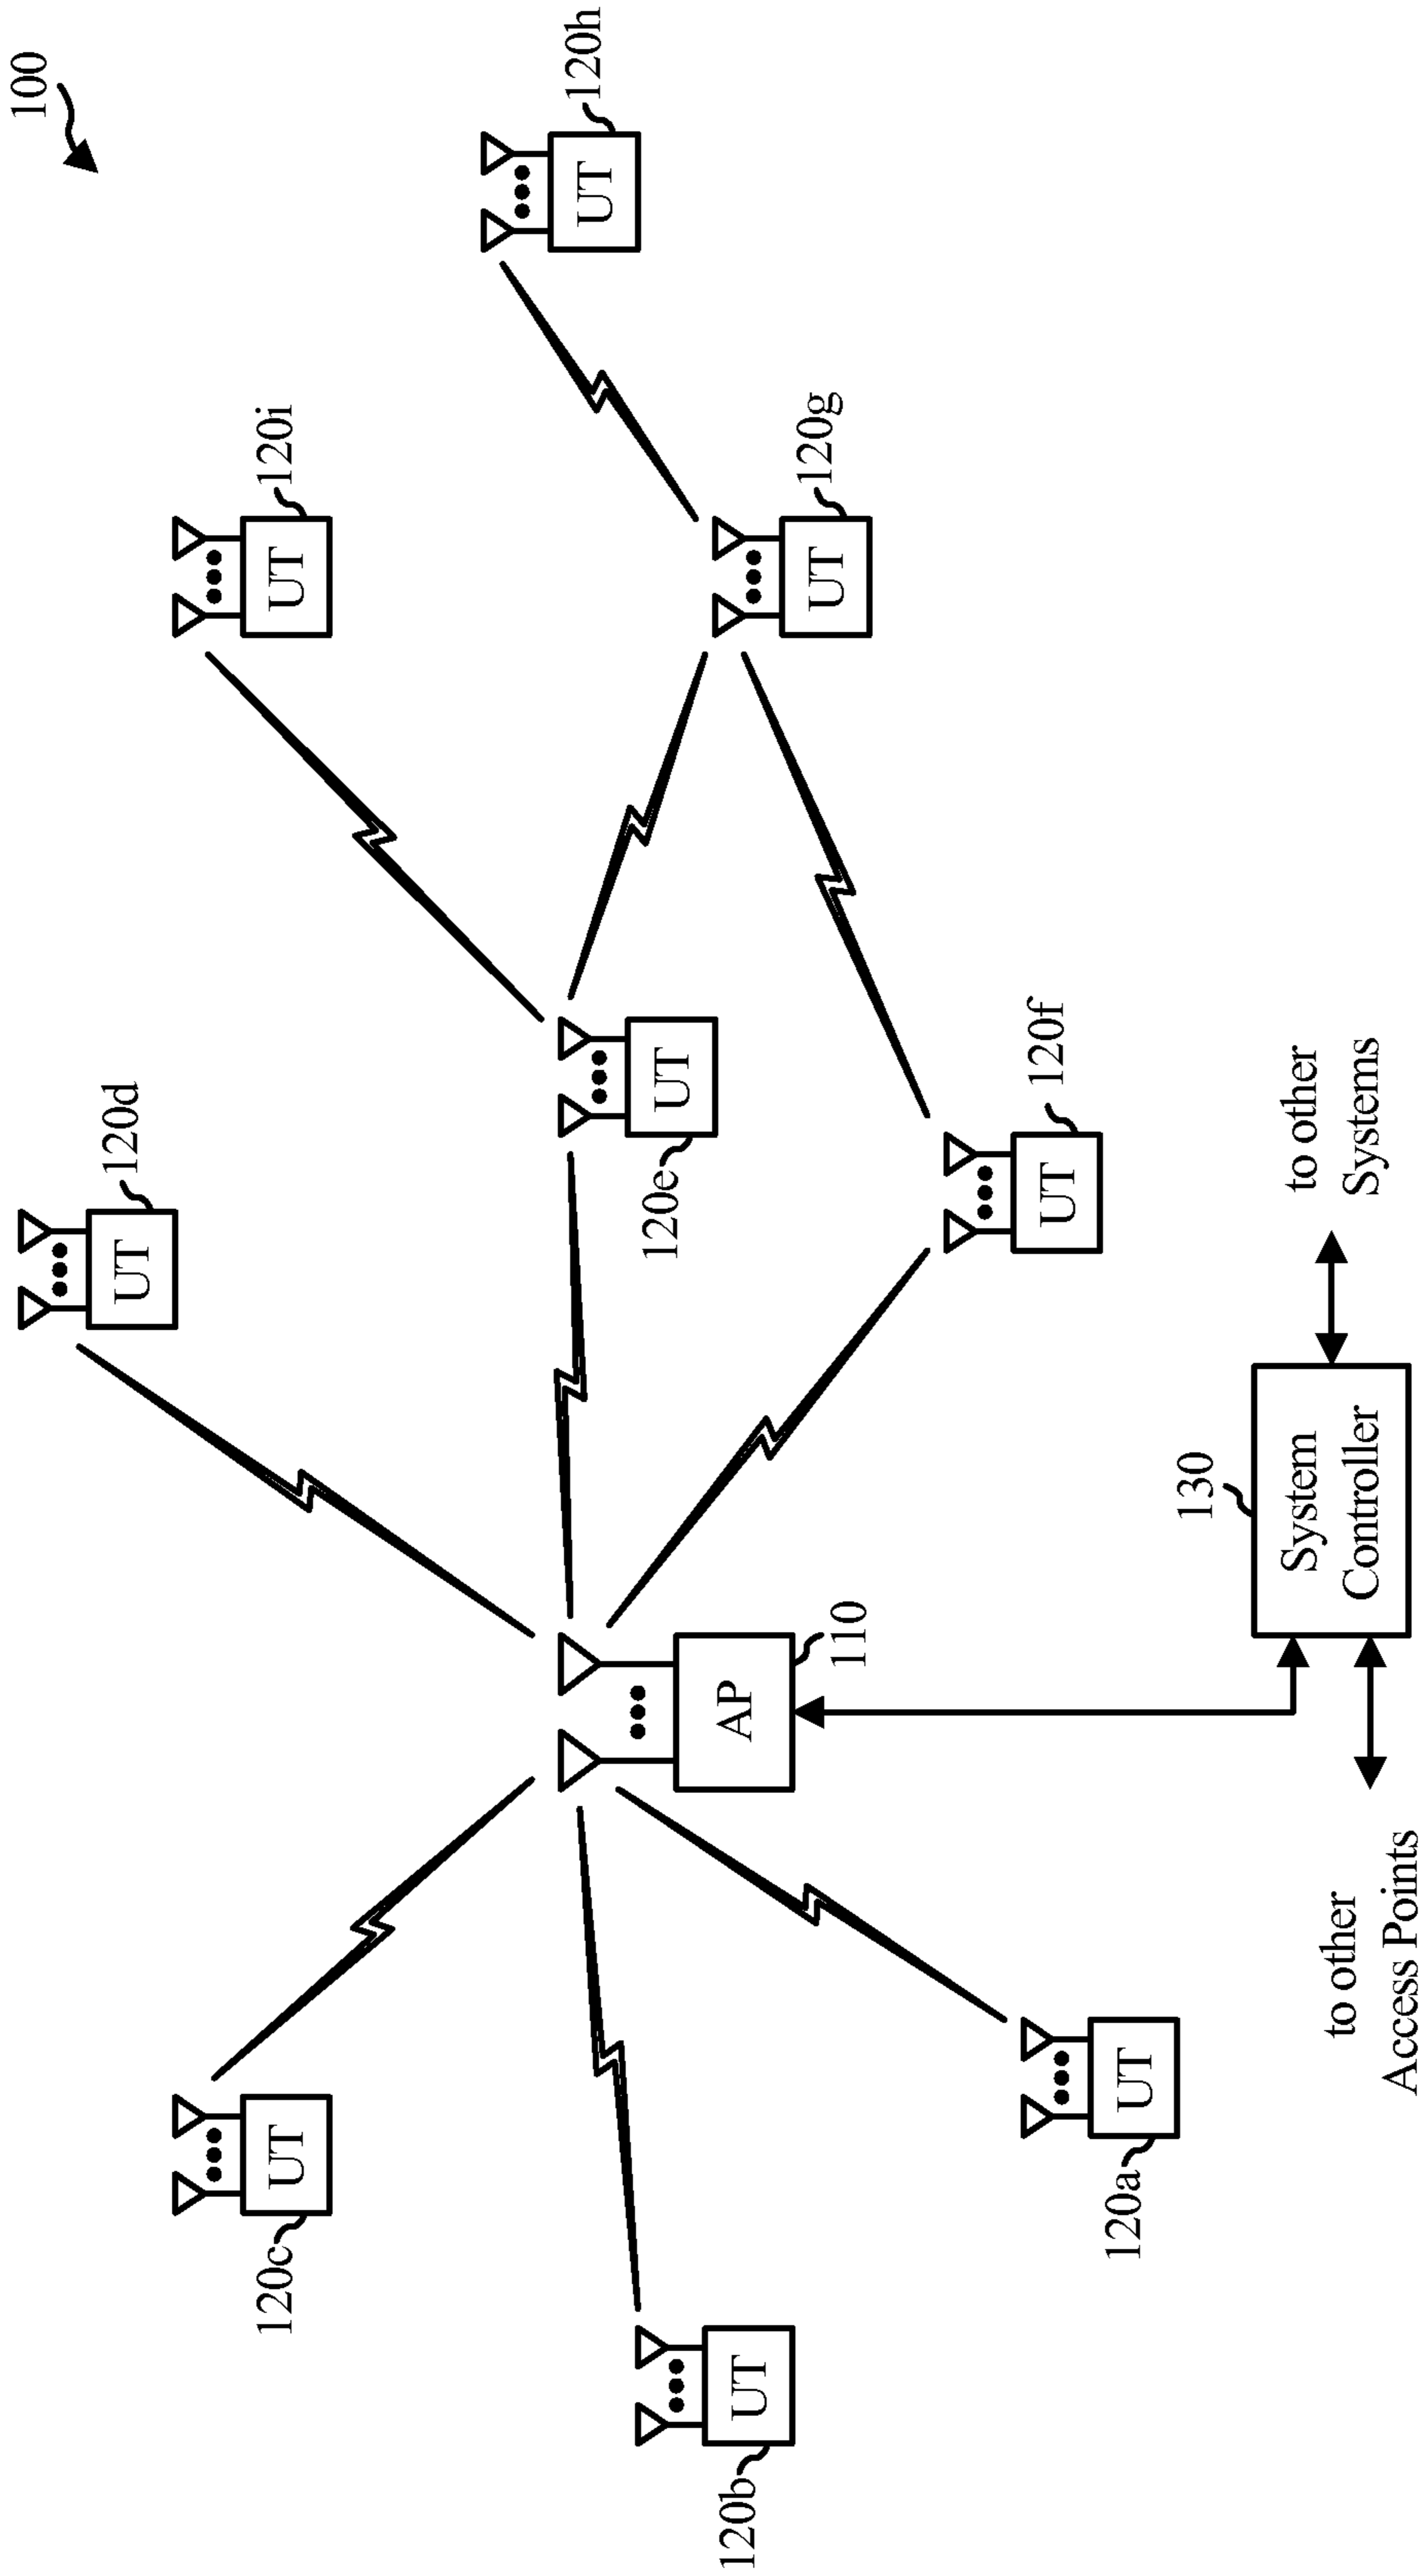 100
120d
UT
120i
UT
120c
UT
120h
UT
120e
UT
AP
110
120b
UT
120g
UT
120f
UT
120a
UT
130
System
Controller
to other
Systems
to other
Access Points